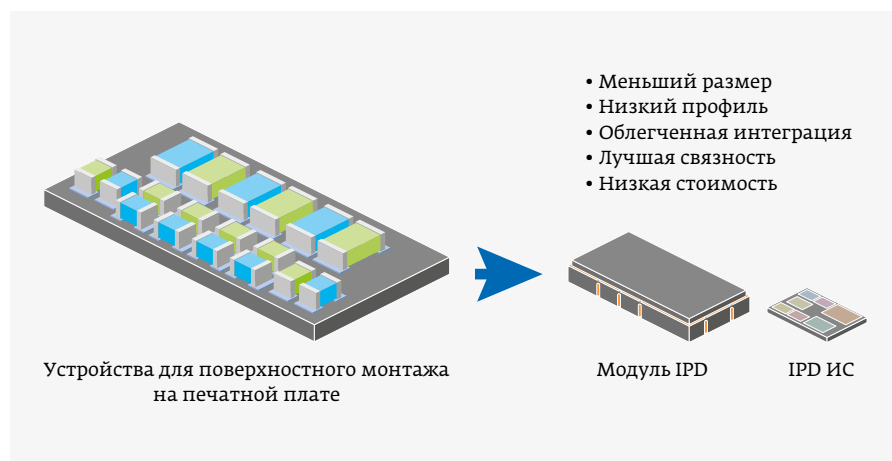 • Меньший размер
• Низкий профиль
• Облегченная интеграция
• Лучшая связность
• Низкая стоимость
Устройства для поверхностного монтажа
на печатной плате
Модуль IPD
IPD ИС